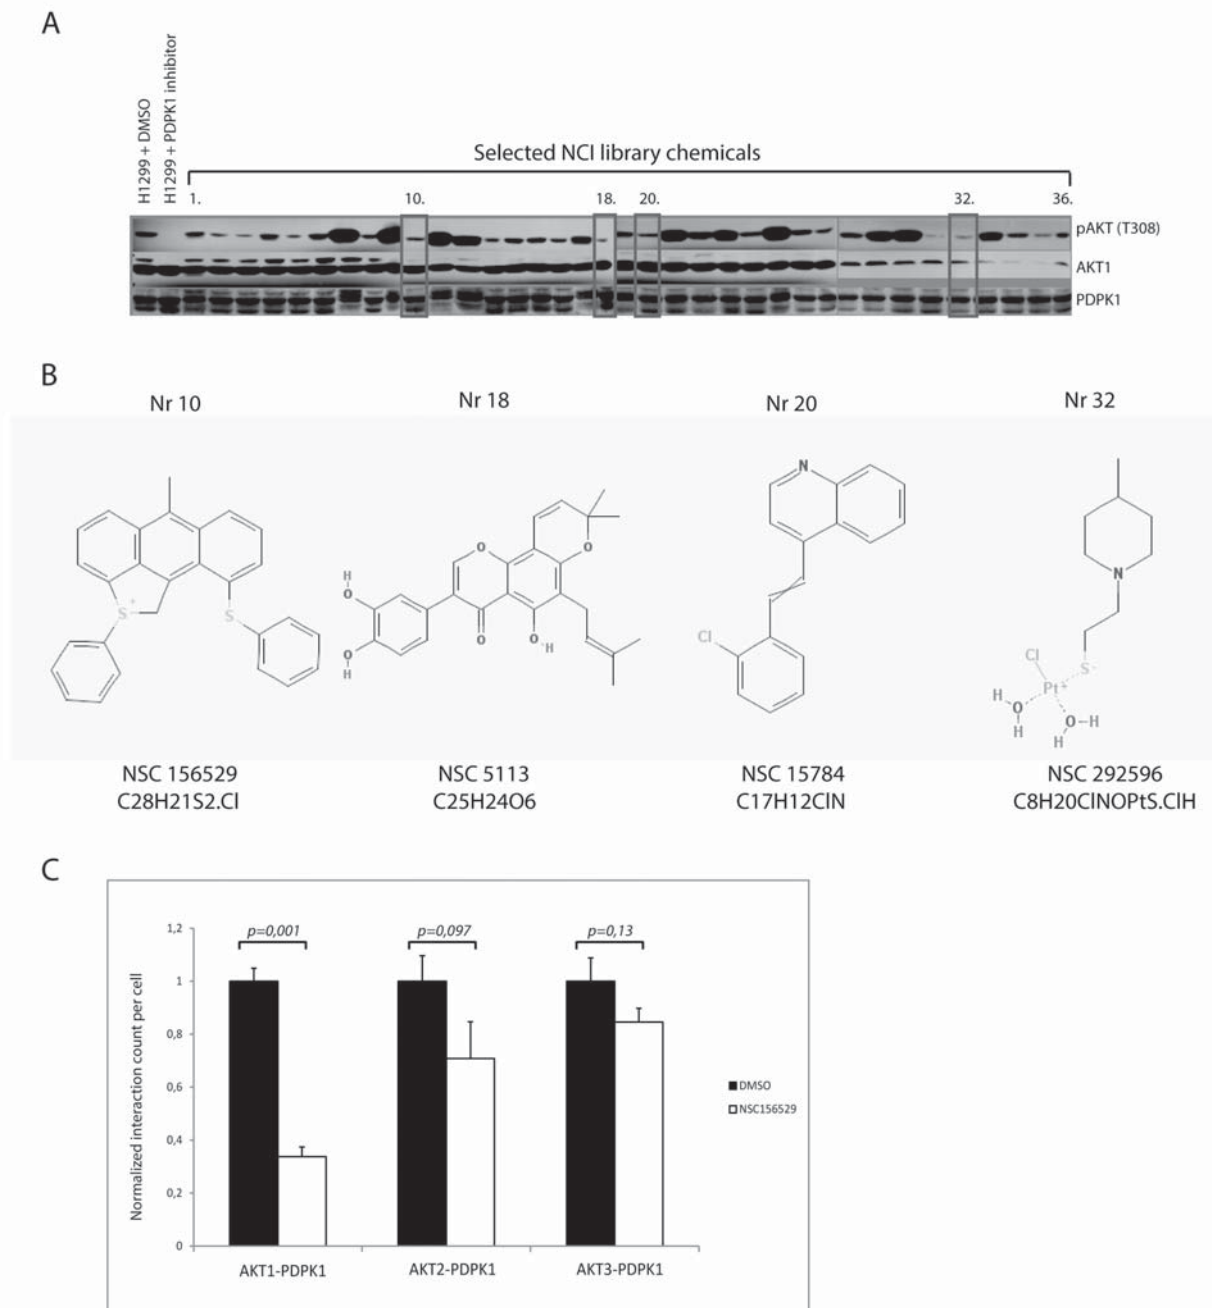 A
H1299 + DMSO
H1299 + PDPK1 inhibitor
Selected NCI library chemicals
1. 10. 18. 20. 32. 36.
pAKT (T308)
AKT1
PDPK1
B
Nr 10 Nr 18 Nr 20 Nr 32
S+ S
H O O H O O O O H
N Cl
N Cl S- Pt+ H O H O H H
NSC 156529 NSC 5113 NSC 15784 NSC 292596
C28H21S2.Cl C25H24O6 C17H12ClN C8H20ClNOPtS.ClH
C
Normalized interaction count per cell
1,2
1
0,8
0,6
0,4
0,2
0
p=0,001 p=0,097 p=0,13
DMSO
NSC156529
AKT1-PDPK1 AKT2-PDPK1 AKT3-PDPK1